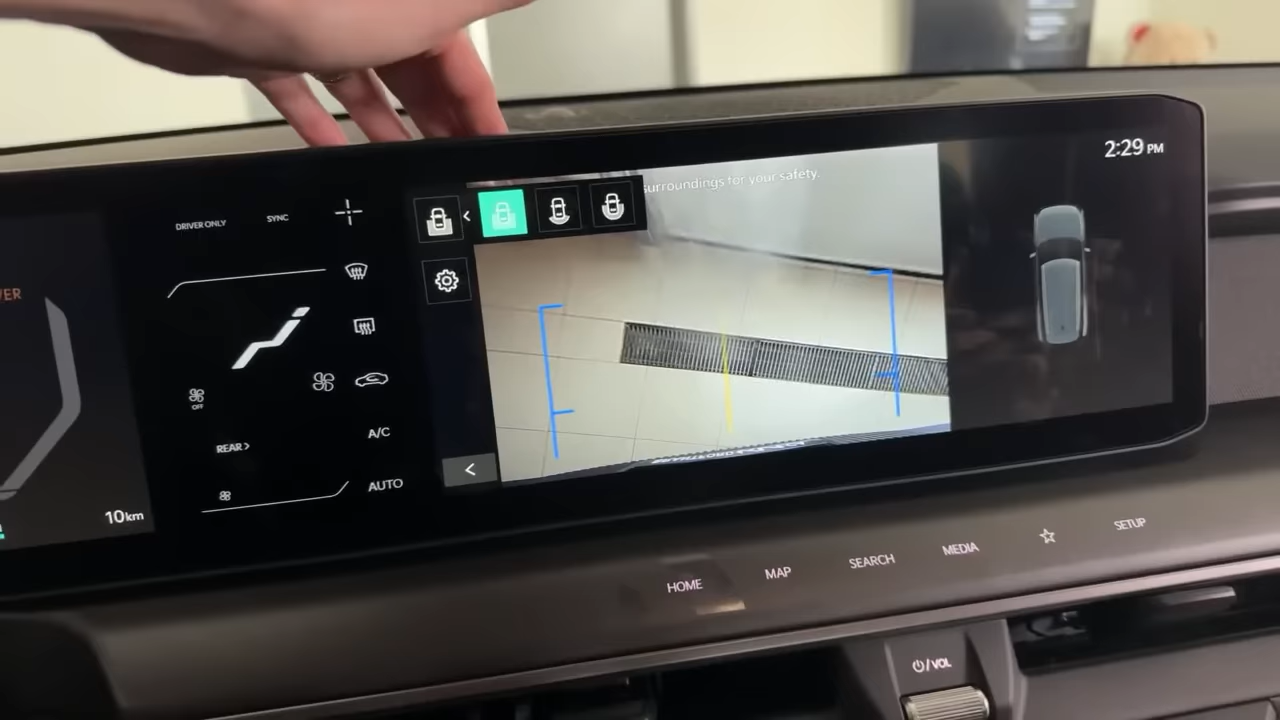 surroundings for your safety.
2:29 PM
DRIVER ONLY
SYNC
OFF
REAR >
A/C
AUTO
10km
HOME
MAP
SEARCH
MEDIA
SETUP
/VOL